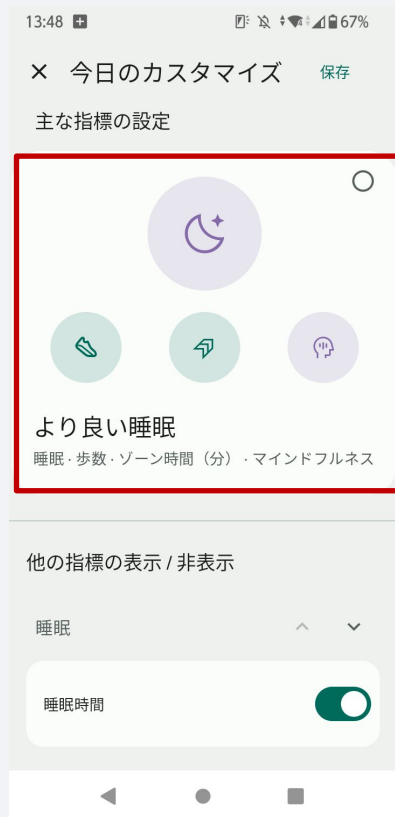 13:48
67%
× 今日のカスタマイズ 保存
主な指標の設定
より良い睡眠
睡眠 · 歩数 · ゾーン時間（分） · マインドフルネス
他の指標の表示 / 非表示
睡眠
睡眠時間